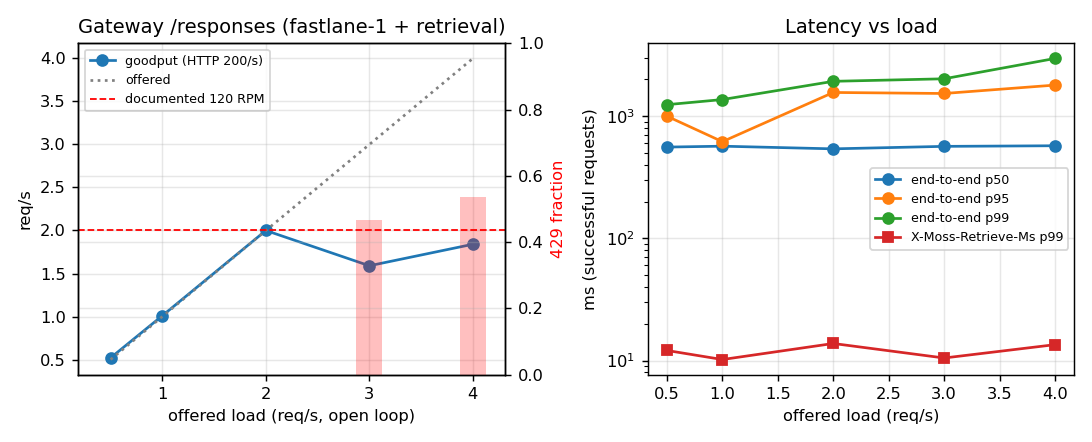 Gateway /responses (fastlane-1 + retrieval)
goodput (HTTP 200/s)
offered
documented 120 RPM
req/s
4.0
3.5
3.0
2.5
2.0
1.5
1.0
0.5
1.0
0.8
0.6
0.4
0.2
0.0
429 fraction
1 2 3 4
offered load (req/s, open loop)
Latency vs load
ms (successful requests)
10³
10²
10¹
end-to-end p50
end-to-end p95
end-to-end p99
X-Moss-Retrieve-Ms p99
0.5 1.0 1.5 2.0 2.5 3.0 3.5 4.0
offered load (req/s)